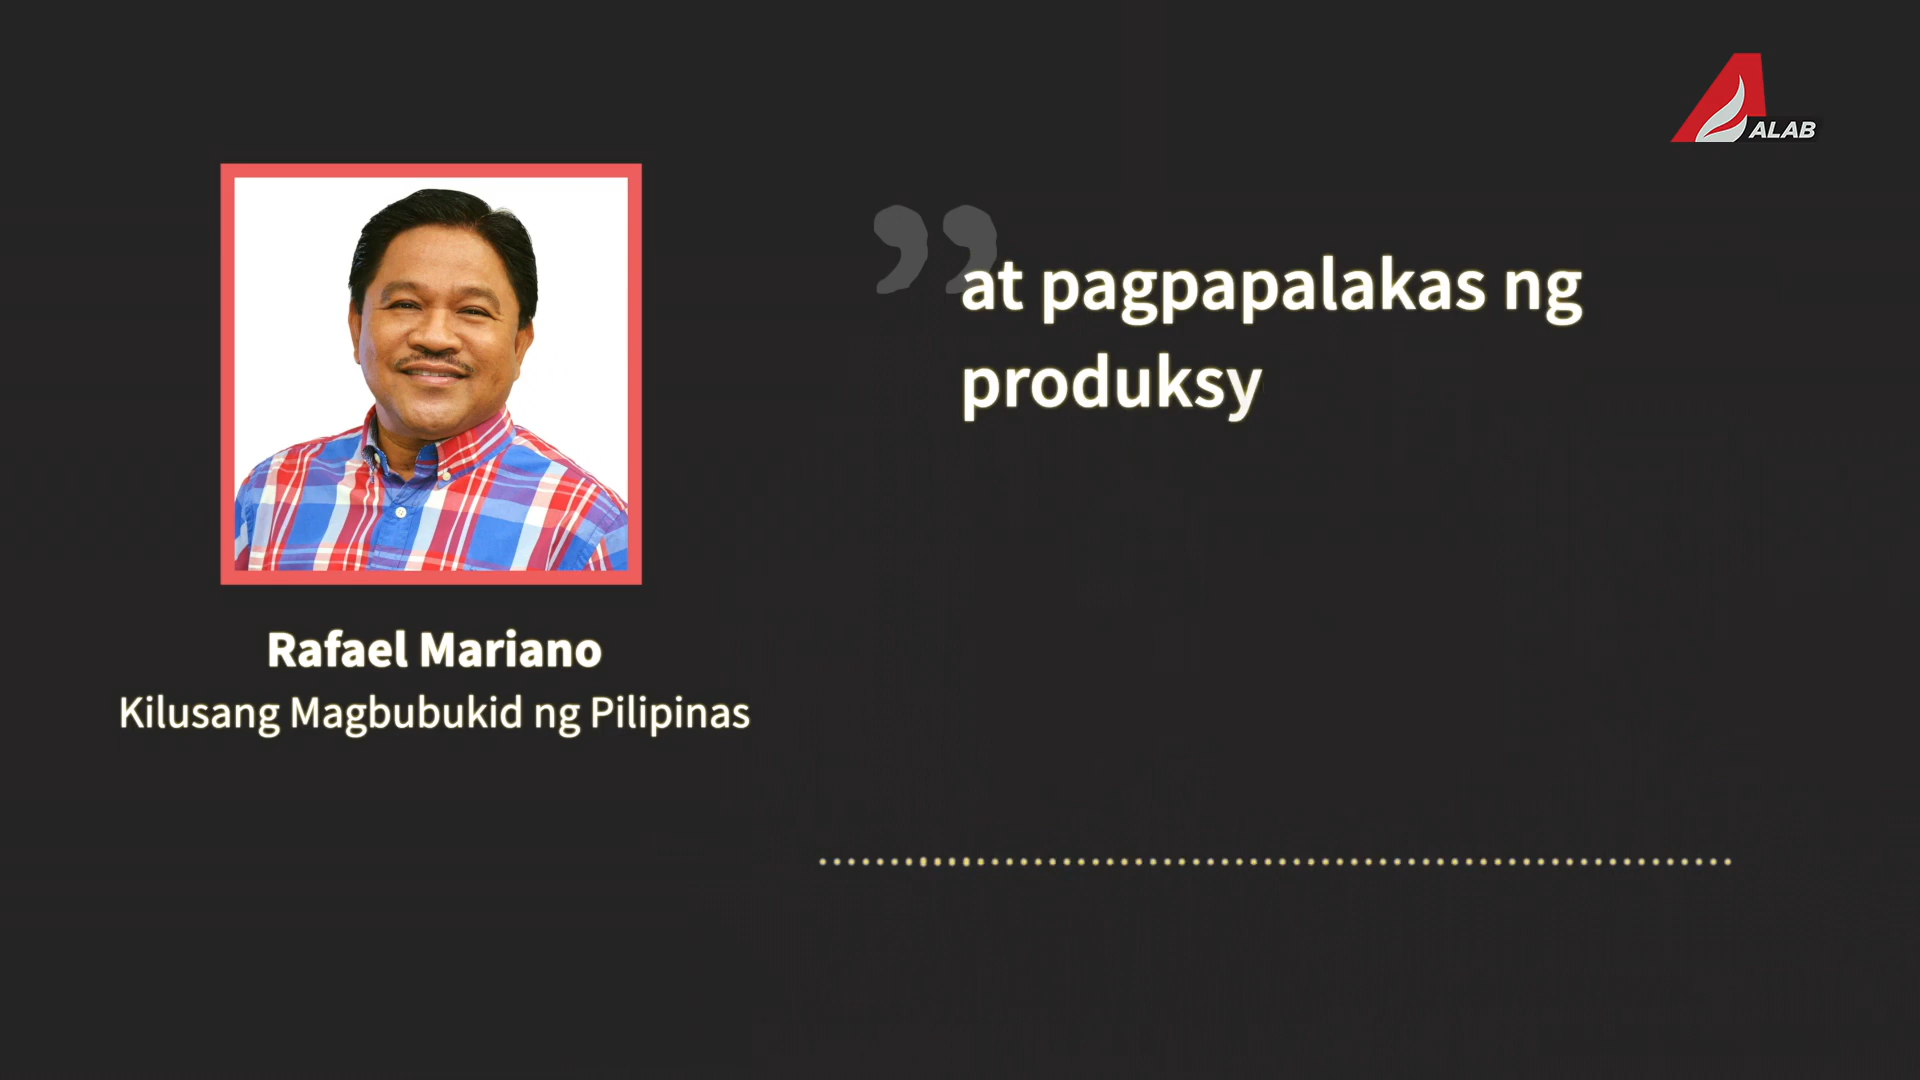 ALAB
”
at pagpapalakas ng
produksy
Rafael Mariano
Kilusang Magbubukid ng Pilipinas